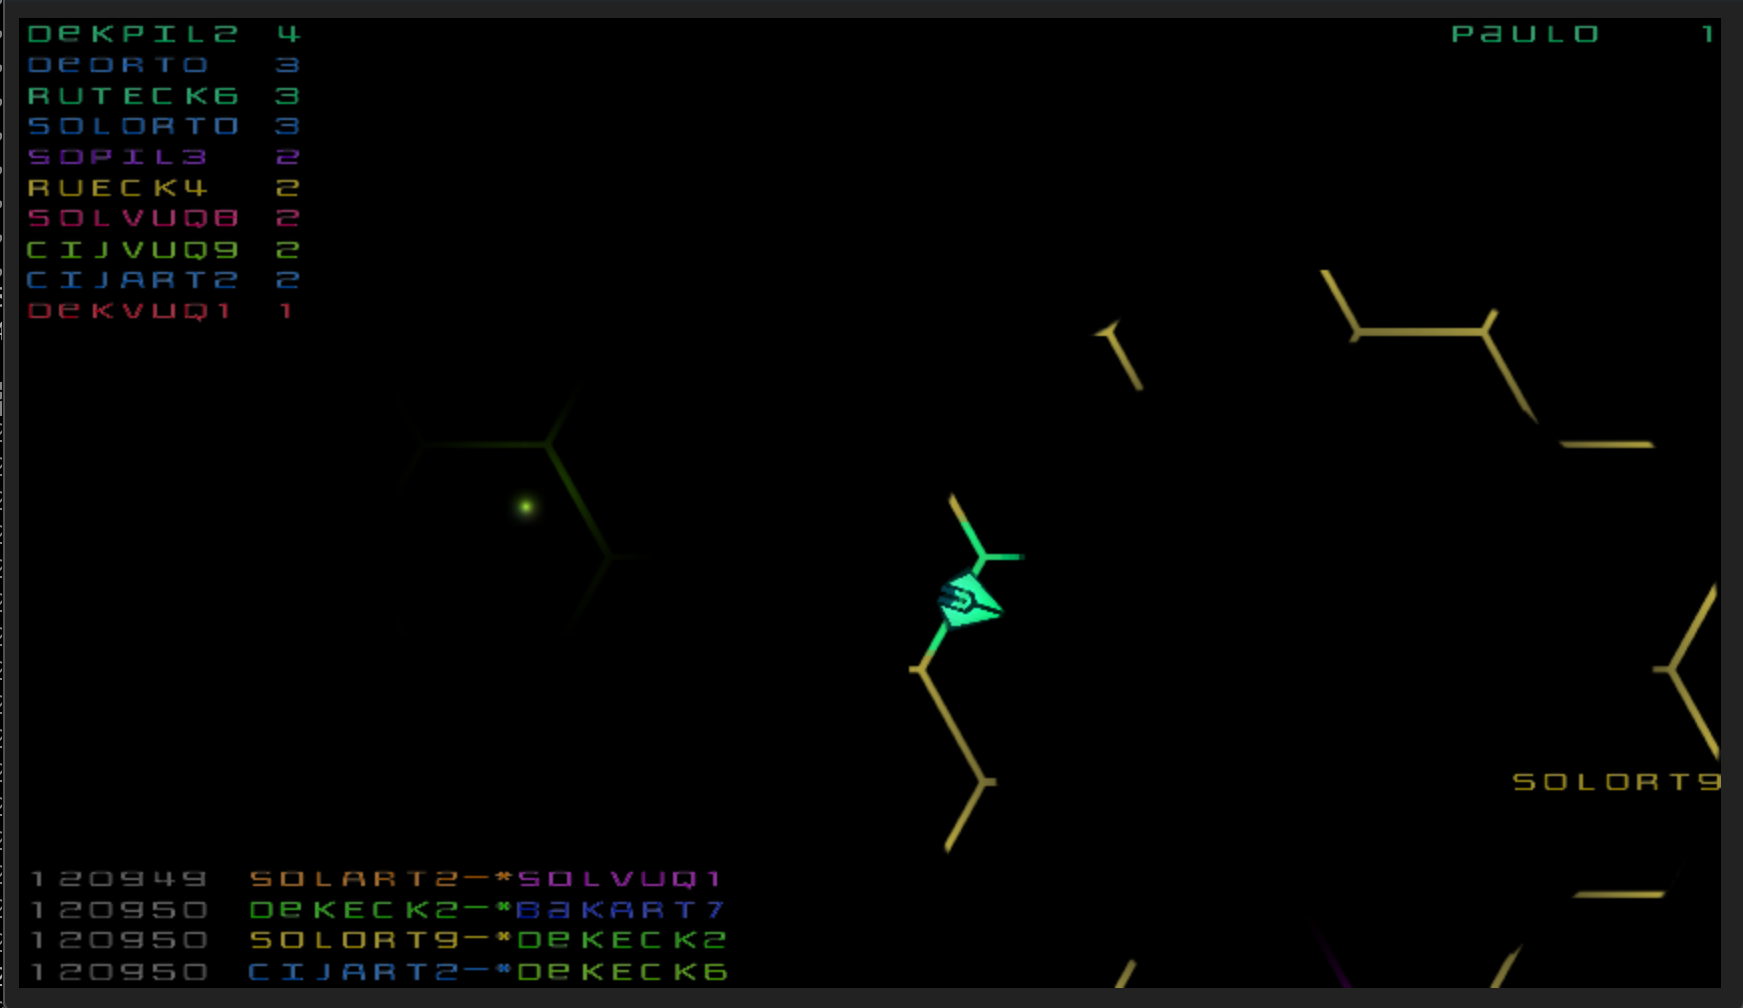 DeKPIL2 4
DeORTO 3
RUTECK6 3
SOLORTO 3
SOPIL3 2
RUECK4 2
SOLVUQ8 2
CIJVUQ9 2
CIJART2 2
DeKVUQ1 1
PaULO 1
SOLORT9
120949 SOLART2—*SOLVUQ1
120950 DeKECK2—*BaKART7
120950 SOLORT9—*DeKECK2
120950 CIJART2—*DeKECK6